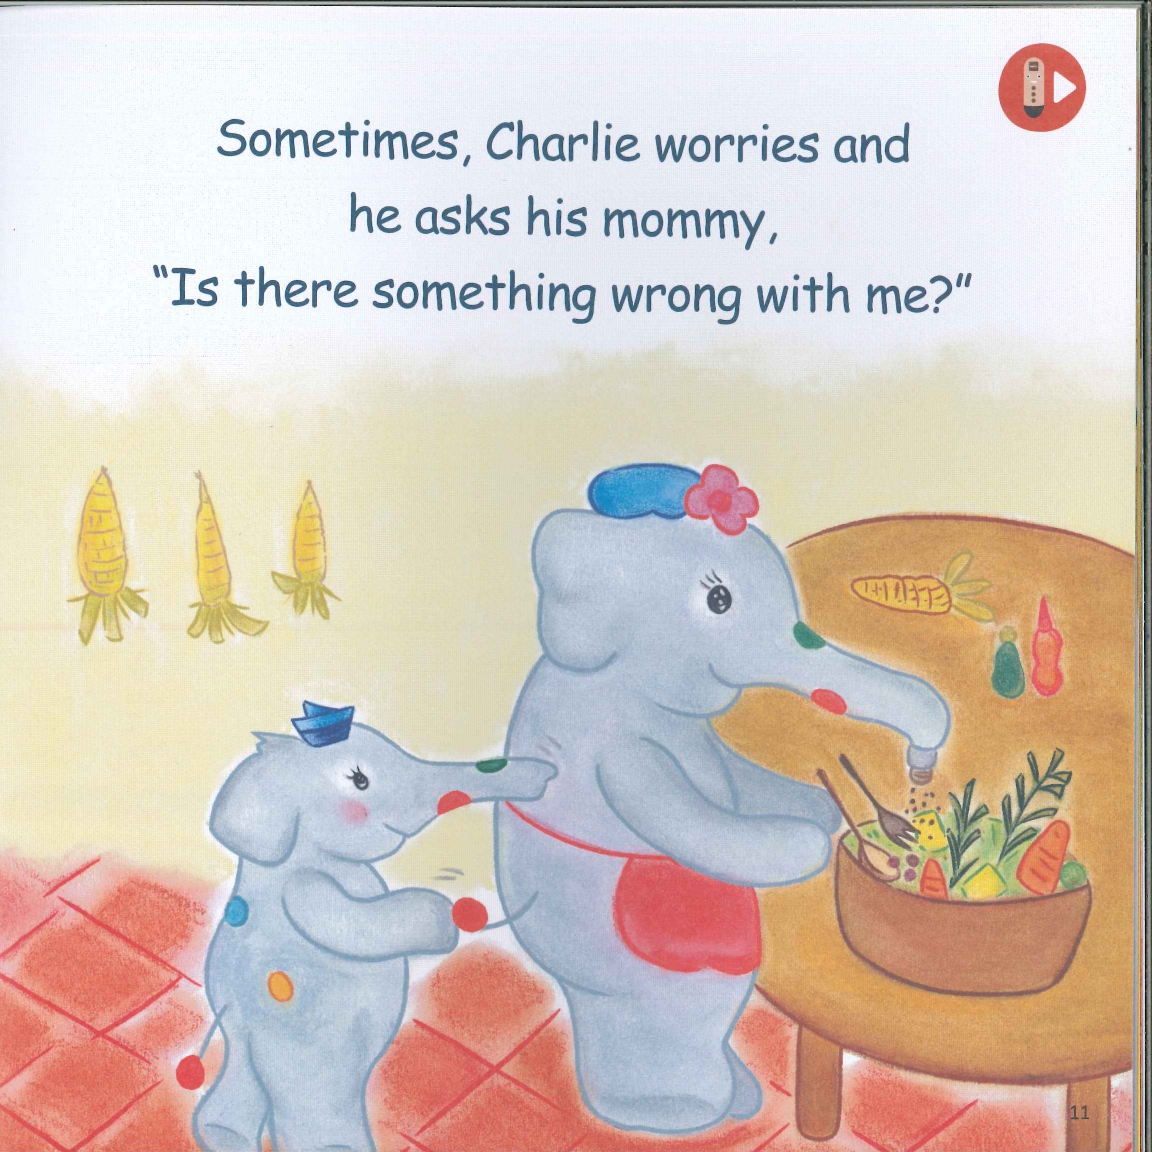 Sometimes, Charlie worries and
he asks his mommy,
“Is there something wrong with me?”
11